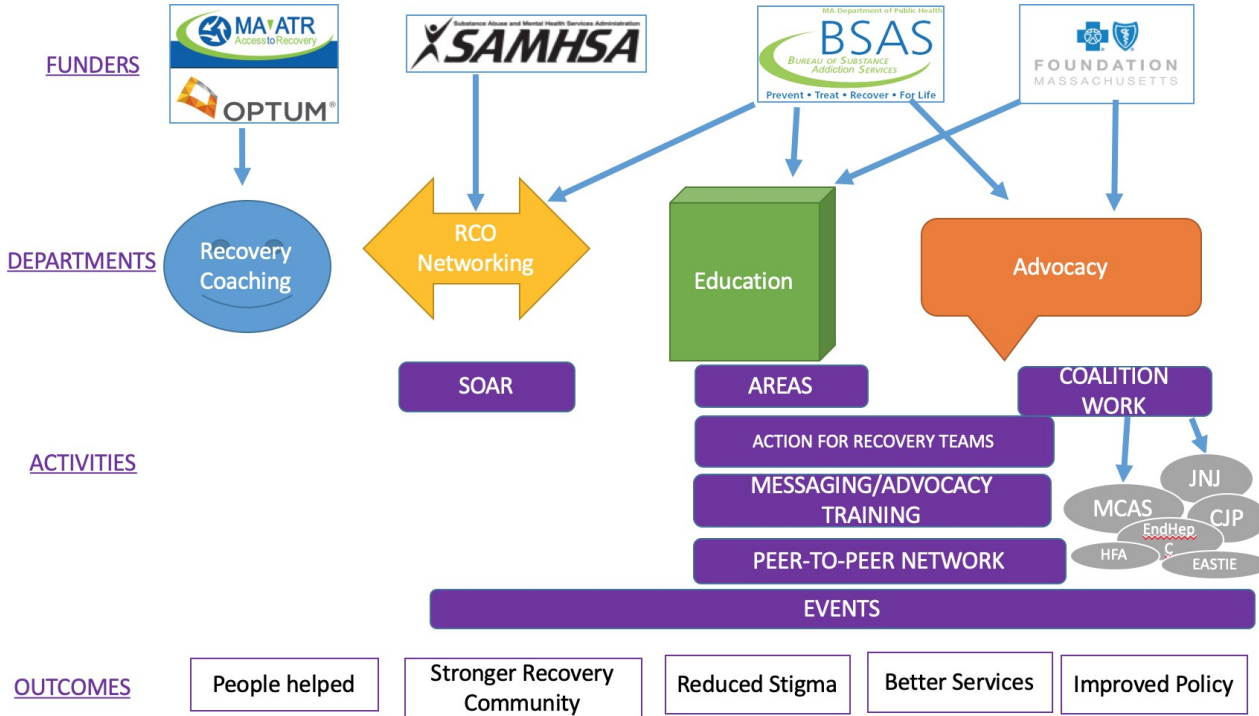 FUNDERS
MA ATR
Access to Recovery
OPTUM®
Substance Abuse and Mental Health Services Administration
SAMHSA
MA Department of Public Health
BSAS
BUREAU OF SUBSTANCE
ADDICTION SERVICES
Prevent • Treat • Recover • For Life
FOUNDATION
MASSACHUSETTS
DEPARTMENTS
Recovery
Coaching
RCO
Networking
Education
Advocacy
ACTIVITIES
SOAR
AREAS
COALITION
WORK
ACTION FOR RECOVERY TEAMS
MESSAGING/ADVOCACY
TRAINING
PEER-TO-PEER NETWORK
JNJ
MCAS
CJP
EndHep
C
HFA
EASTIE
EVENTS
OUTCOMES
People helped
Stronger Recovery
Community
Reduced Stigma
Better Services
Improved Policy